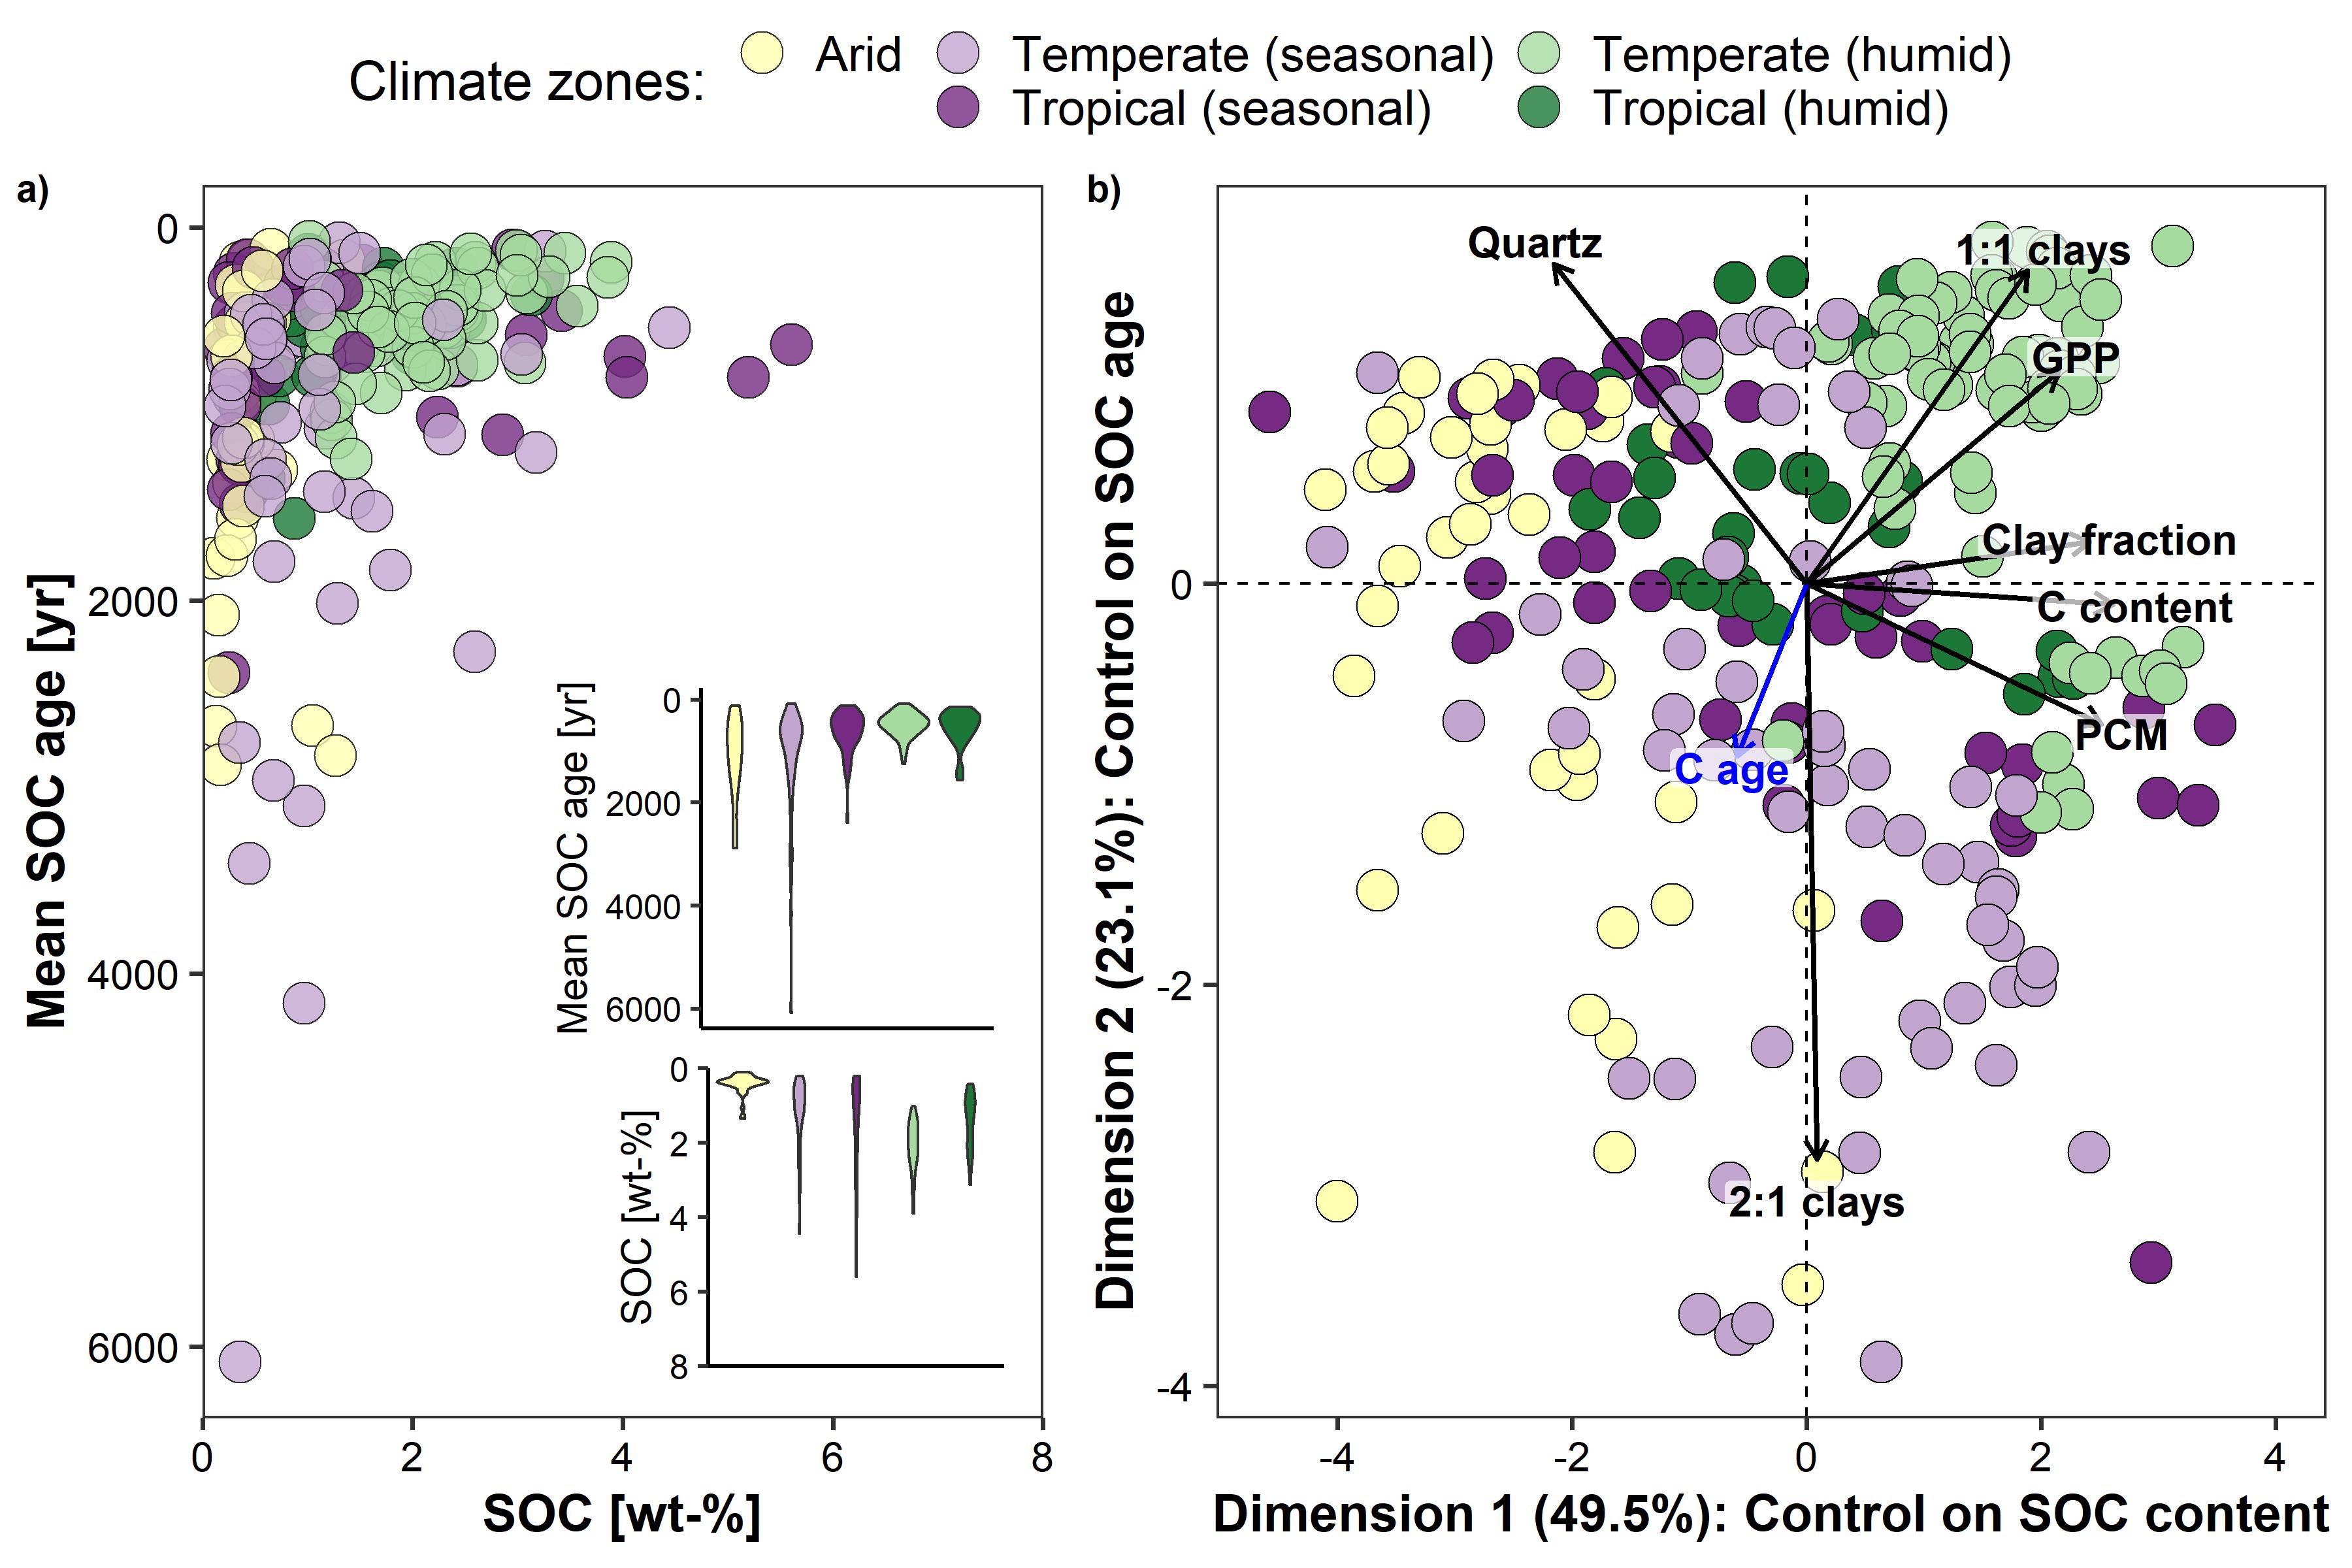 Climate zones:
Arid
Temperate (seasonal)
Temperate (humid)
Tropical (seasonal)
Tropical (humid)
a)
Mean SOC age [yr]
0
2000
4000
6000
0
2
4
6
8
SOC [wt-%]
Mean SOC age [yr]
0
2000
4000
6000
SOC [wt-%]
0
2
4
6
8
b)
Dimension 2 (23.1%): Control on SOC age
0
-2
-4
Quartz
1:1 clays
GPP
Clay fraction
C content
PCM
C age
2:1 clays
-4
-2
0
2
4
Dimension 1 (49.5%): Control on SOC content